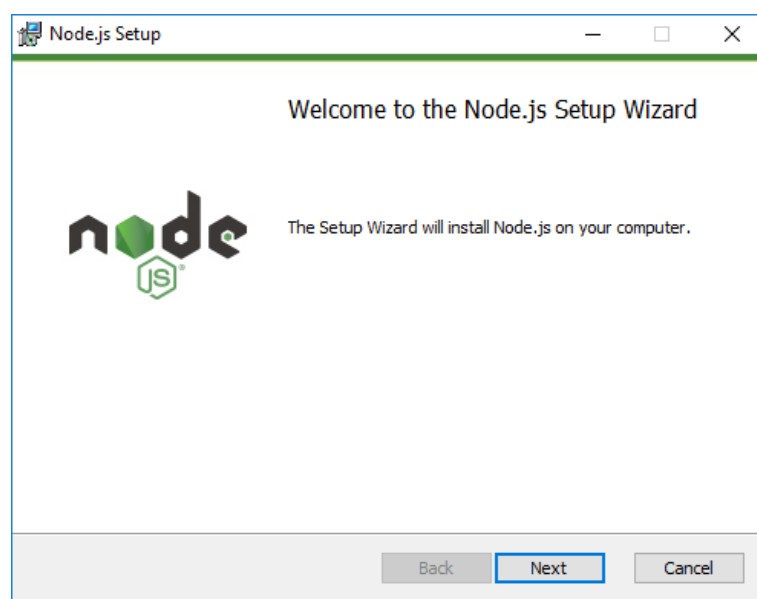 Node.js Setup
Welcome to the Node.js Setup Wizard
node
JS®
The Setup Wizard will install Node.js on your computer.
Back Next Cancel